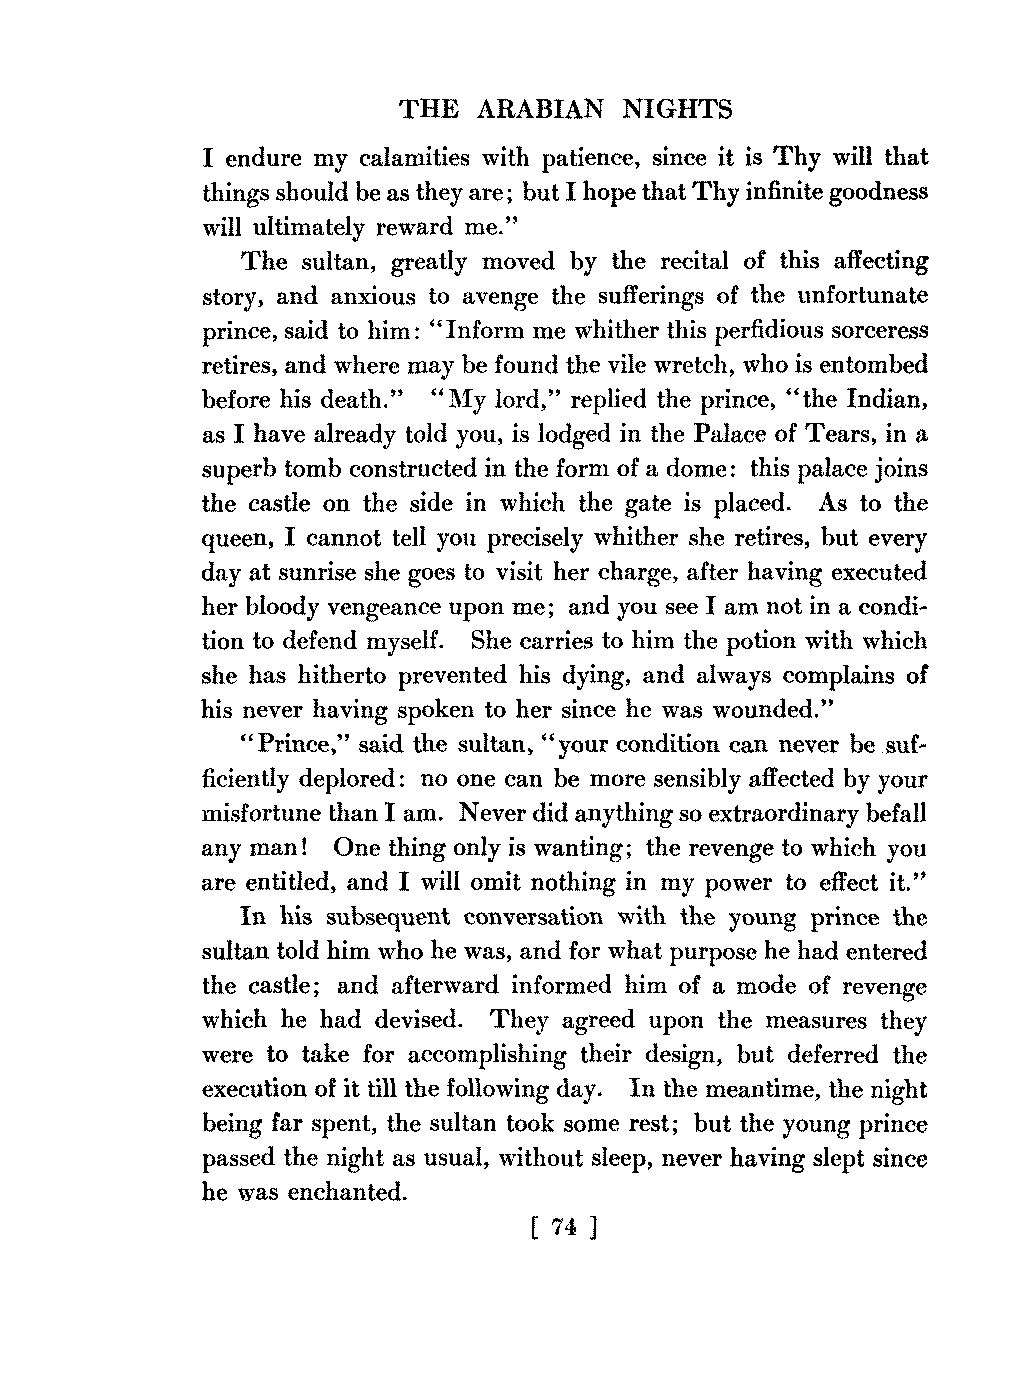 THE ARABIAN NIGHTS
I endure my calamities with patience, since it is Thy will that
things should be as they are; but I hope that Thy infinite goodness
will ultimately reward me.”
The sultan, greatly moved by the recital of this affecting
story, and anxious to avenge the sufferings of the unfortunate
prince, said to him: “Inform me whither this perfidious sorceress
retires, and where may be found the vile wretch, who is entombed
before his death.” “My lord,” replied the prince, “the Indian,
as I have already told you, is lodged in the Palace of Tears, in a
superb tomb constructed in the form of a dome: this palace joins
the castle on the side in which the gate is placed. As to the
queen, I cannot tell you precisely whither she retires, but every
day at sunrise she goes to visit her charge, after having executed
her bloody vengeance upon me; and you see I am not in a condi-
tion to defend myself. She carries to him the potion with which
she has hitherto prevented his dying, and always complains of
his never having spoken to her since he was wounded.”
“Prince,” said the sultan, “your condition can never be suf-
ficiently deplored: no one can be more sensibly affected by your
misfortune than I am. Never did anything so extraordinary befall
any man! One thing only is wanting; the revenge to which you
are entitled, and I will omit nothing in my power to effect it.”
In his subsequent conversation with the young prince the
sultan told him who he was, and for what purpose he had entered
the castle; and afterward informed him of a mode of revenge
which he had devised. They agreed upon the measures they
were to take for accomplishing their design, but deferred the
execution of it till the following day. In the meantime, the night
being far spent, the sultan took some rest; but the young prince
passed the night as usual, without sleep, never having slept since
he was enchanted.
[ 74 ]